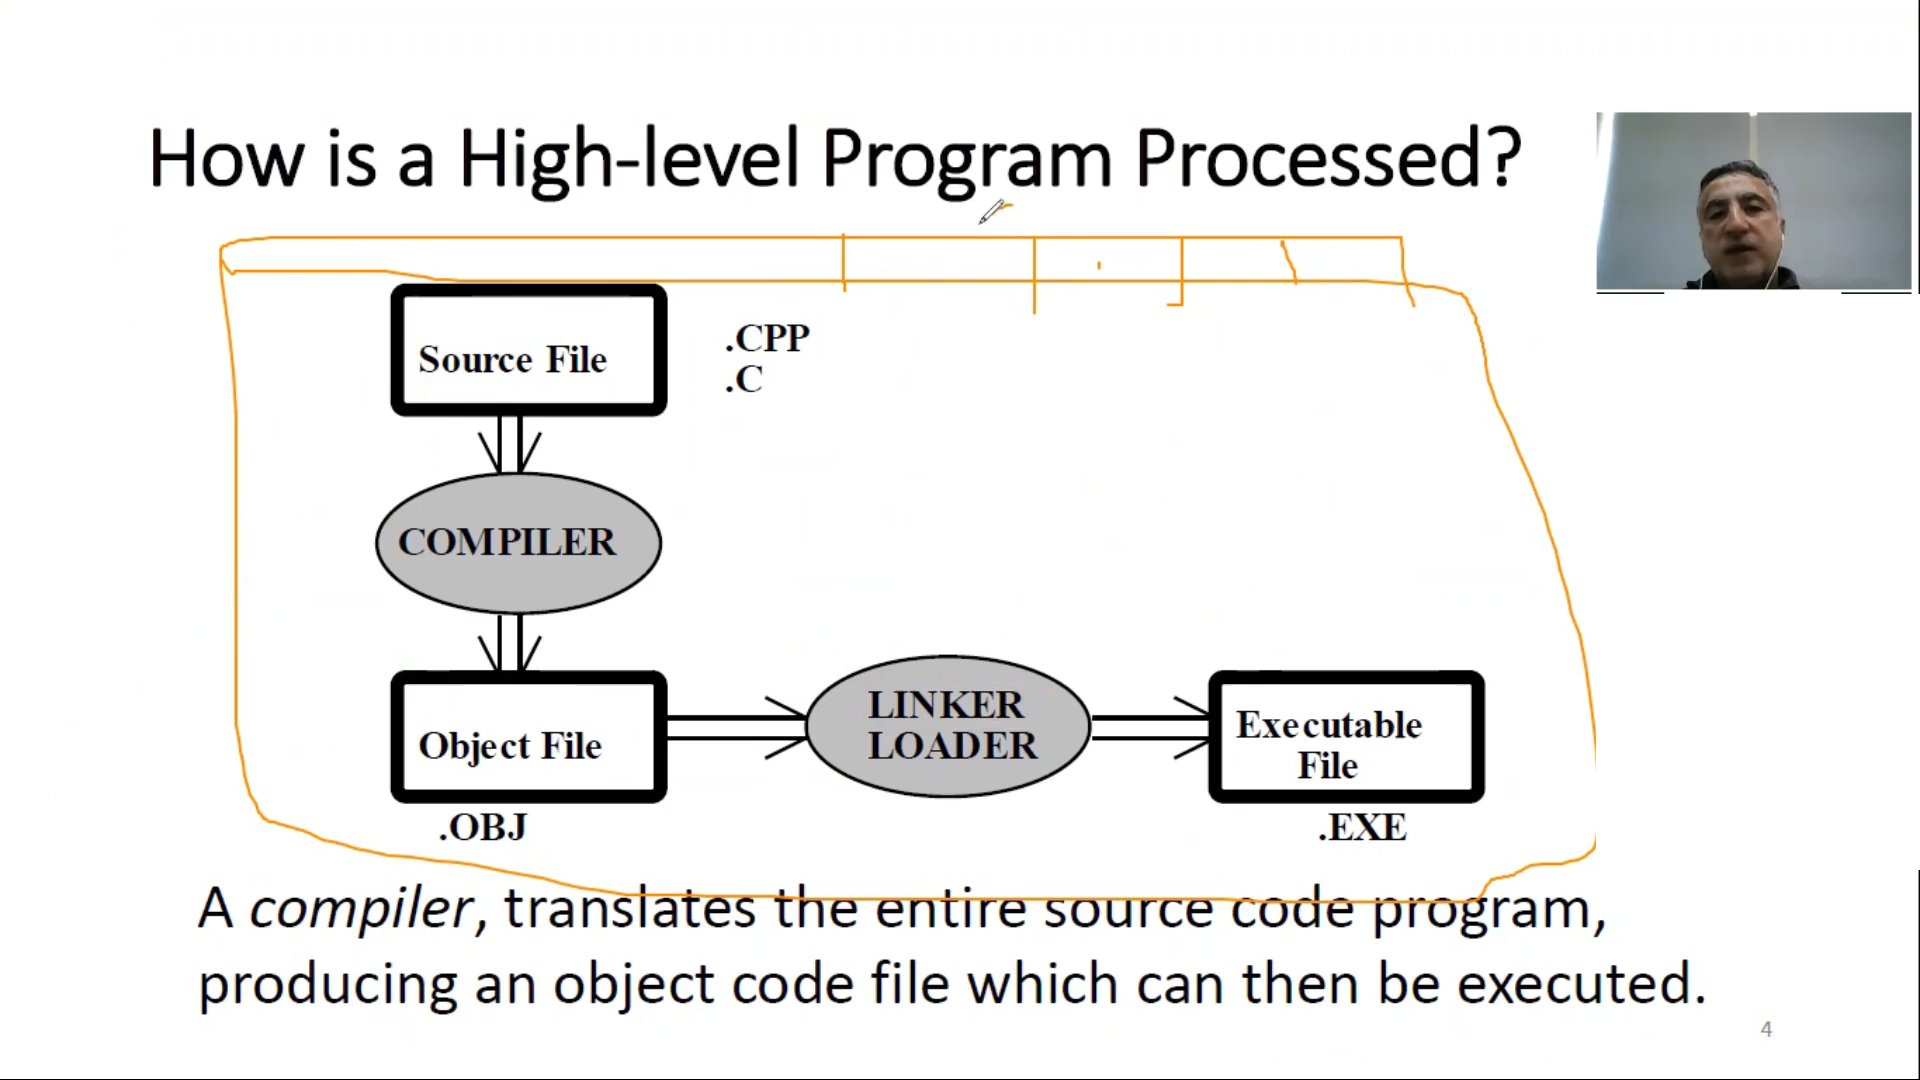 How is a High-level Program Processed?
Source File
.CPP
.C
COMPILER
Object File
LINKER
LOADER
Executable
File
.OBJ
.EXE
A compiler, translates the entire source code program,
producing an object code file which can then be executed.
4